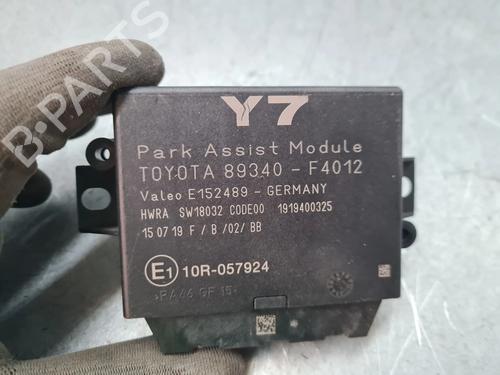 Y7
Park Assist Module
TOYOTA 89340 - F4012
Valeo E152489 - GERMANY
HWRA SW18032 CODE00 1919400325
15 07 19 F / B / 02 / BB
E1 10R-057924
>PA66 GF 15<
B-PARTS